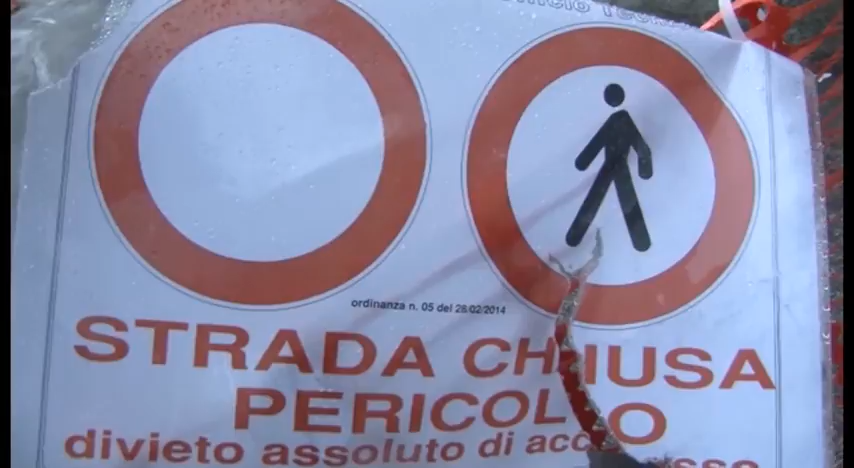 ordinanza n. 05 del 28/02/2014
STRADA CHIUSA
PERICOLO
divieto assoluto di